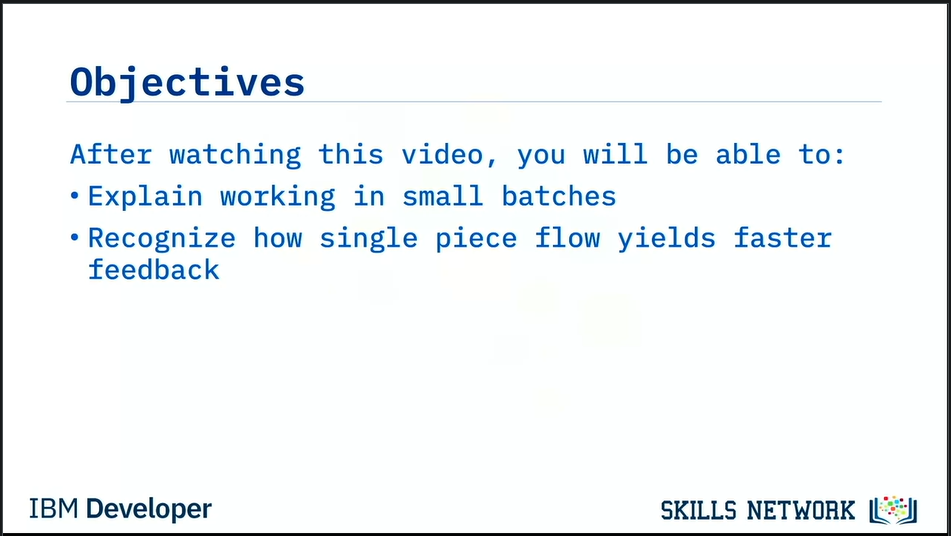 Objectives
After watching this video, you will be able to:
• Explain working in small batches
• Recognize how single piece flow yields faster
feedback
IBM Developer
SKILLS NETWORK